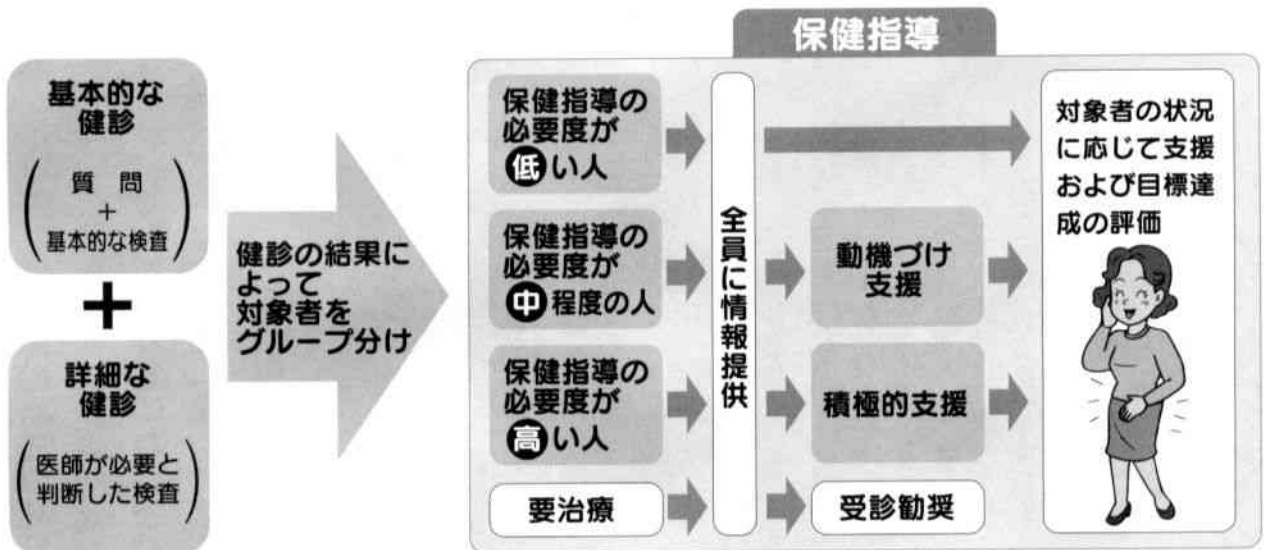 基本的な
健診
質問
+
基本的な検査
+
詳細な
健診
医師が必要と
判断した検査
健診の結果に
よって
対象者を
グループ分け
保健指導
保健指導の
必要度が
低い人
保健指導の
必要度が
中程度の人
保健指導の
必要度が
高い人
要治療
全員に情報提供
動機づけ
支援
積極的支援
受診勧奨
対象者の状況
に応じて支援
および目標達
成の評価